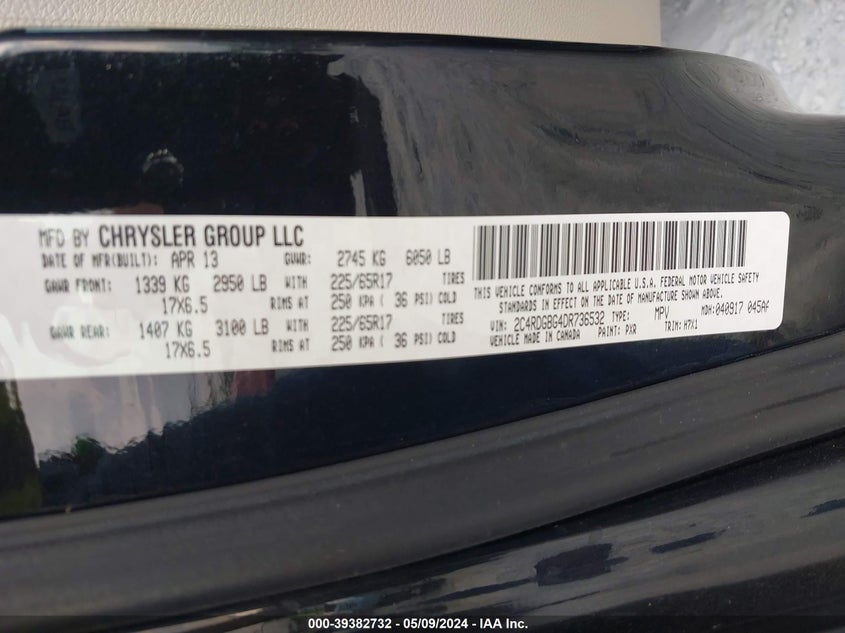 MFD BY CHRYSLER GROUP LLC
DATE OF MFR(BUILT): APR 13 GVWR: 2745 KG 6050 LB
GAWR FRONT: 1339 KG 2950 LB WITH 225/65R17 TIRES
17X6.5 RIMS AT 250 KPA ( 36 PSI) COLD
GAWR REAR: 1407 KG 3100 LB WITH 225/65R17 TIRES
17X6.5 RIMS AT 250 KPA ( 36 PSI) COLD
THIS VEHICLE CONFORMS TO ALL APPLICABLE U.S.A. FEDERAL MOTOR VEHICLE SAFETY
STANDARDS IN EFFECT ON THE DATE OF MANUFACTURE SHOWN ABOVE.
VIN: 2C4RDGBG4DR736532 TYPE: MPV MDH: 040917 045AF
VEHICLE MADE IN CANADA PAINT: PXR TRIM: H7X1
000-39382732 - 05/09/2024 - IAA Inc.